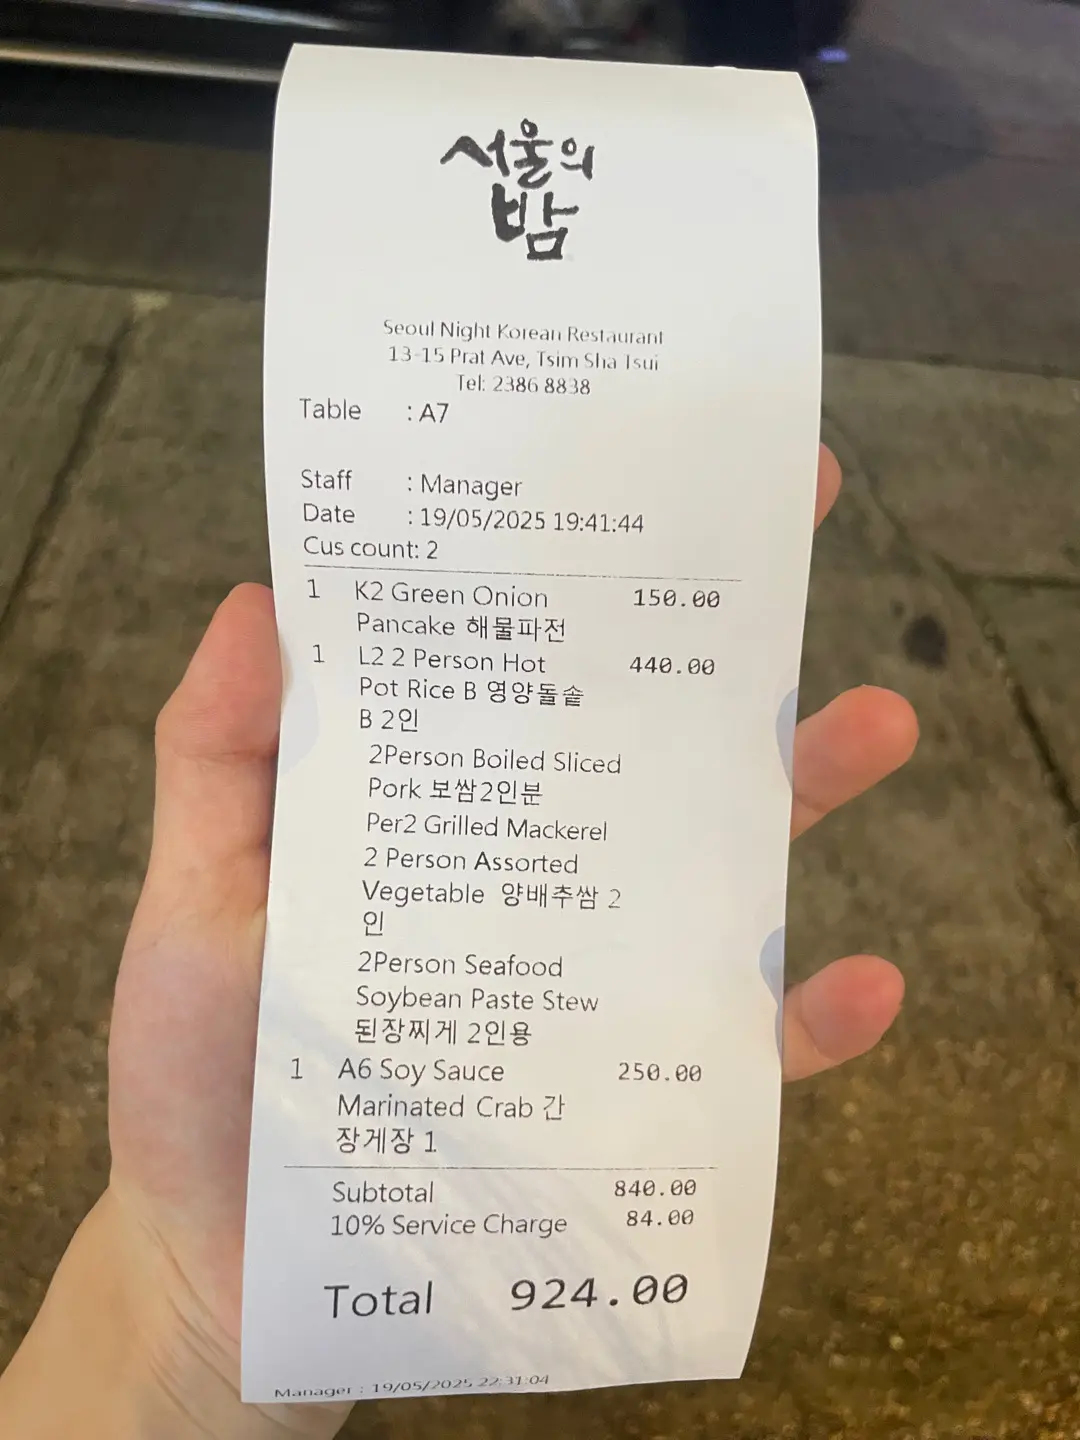 서울의
밤
Seoul Night Korean Restaurant
13-15 Prat Ave, Tsim Sha Tsui
Tel: 2386 8838
Table : A7
Staff : Manager
Date : 19/05/2025 19:41:44
Cus count: 2
1 K2 Green Onion 150.00
Pancake 해물파전
1 L2 2 Person Hot 440.00
Pot Rice B 영양돌솥
B 2인
2Person Boiled Sliced
Pork 보쌈2인분
Per2 Grilled Mackerel
2 Person Assorted
Vegetable 양배추쌈 2
인
2Person Seafood
Soybean Paste Stew
된장찌게 2인용
1 A6 Soy Sauce 250.00
Marinated Crab 간
장게장 1
Subtotal 840.00
10% Service Charge 84.00
Total 924.00
Manager : 19/05/2025 22:31:04